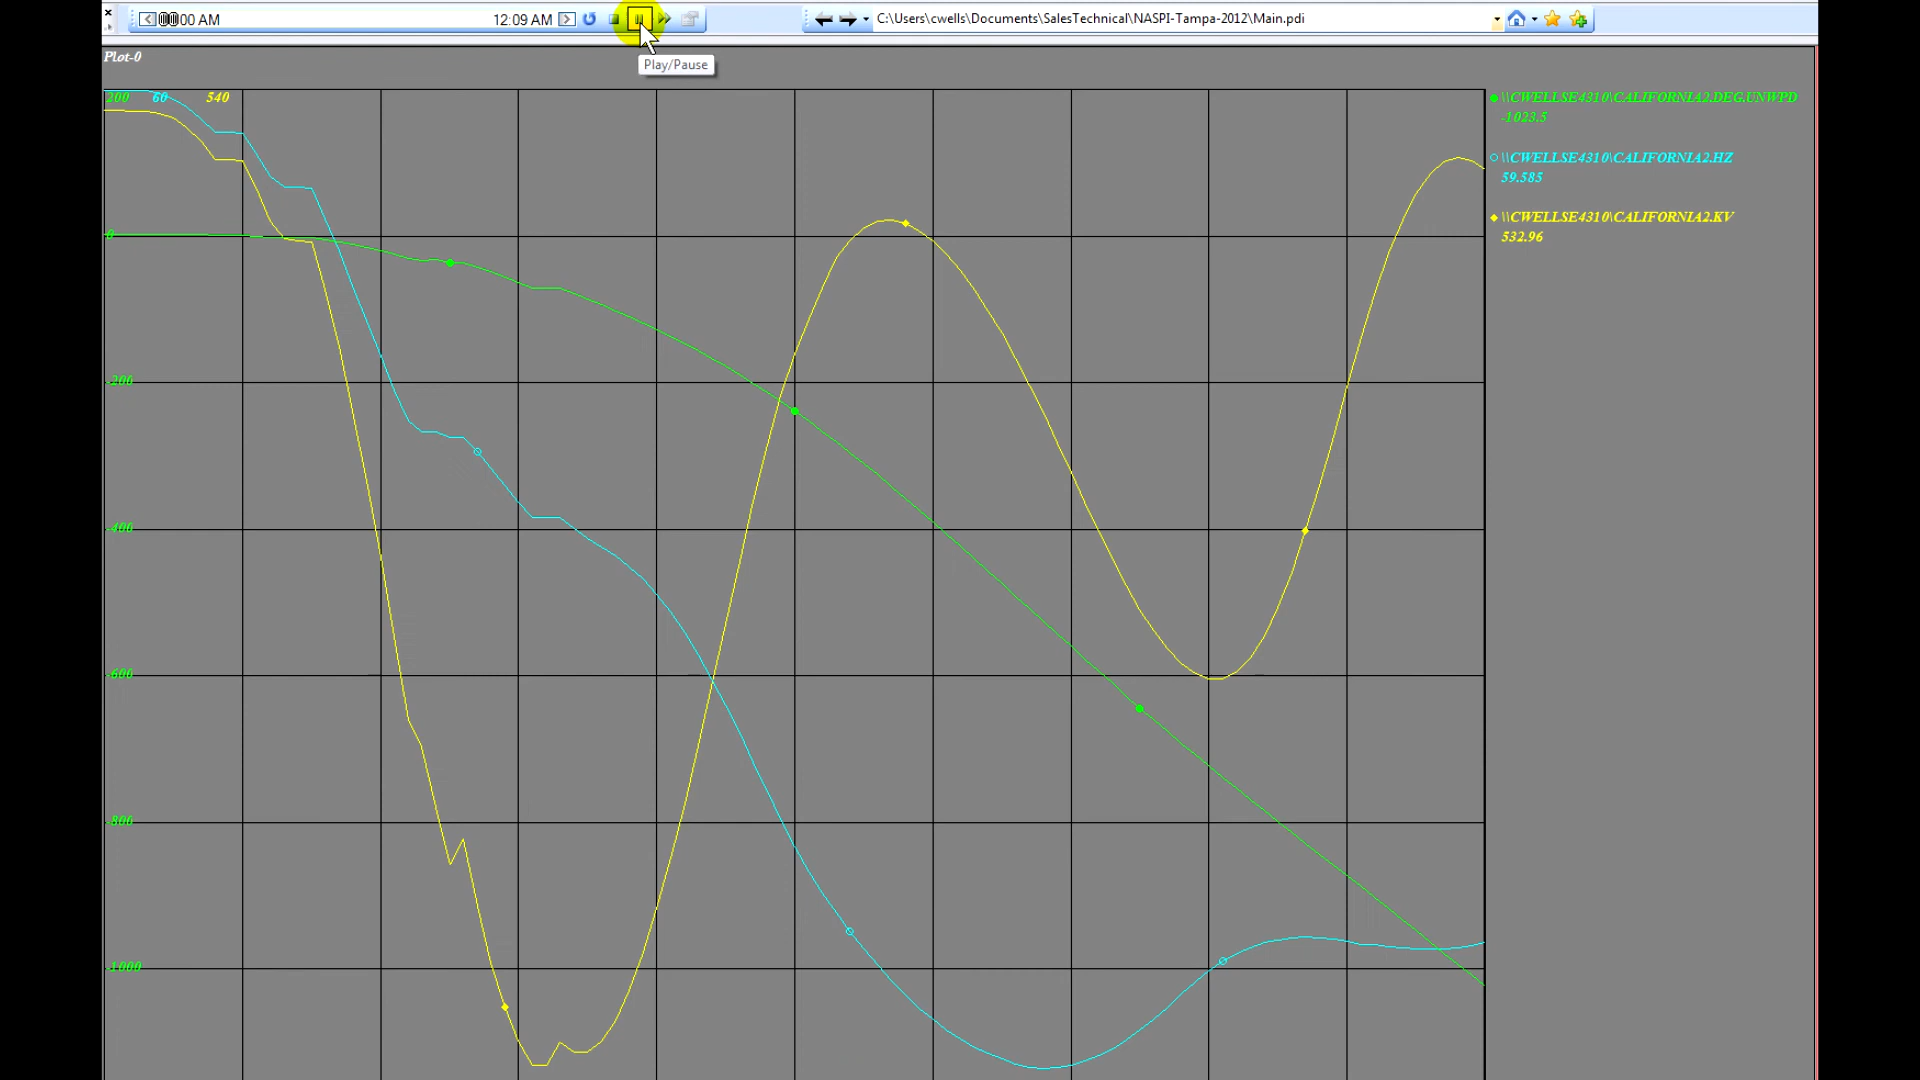 00 AM 12:09 AM C:\Users\cwells\Documents\SalesTechnical\NASPI-Tampa-2012\Main.pdi
Play/Pause
Plot-0
200 60 540
\\CWELLSE4310\CALIFORNIA2.DEG.UNWPD
-1023.5
\\CWELLSE4310\CALIFORNIA2.HZ
59.585
\\CWELLSE4310\CALIFORNIA2.KV
532.96
0
-200
-400
-600
-800
-1000